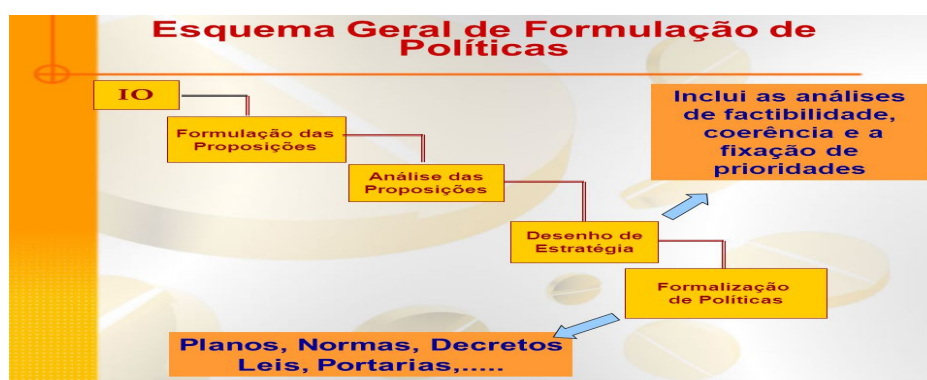 Esquema Geral de Formulação de
Políticas
IO
Formulação das
Proposições
Análise das
Proposições
Desenho de
Estratégia
Formalização
de Políticas
Inclui as análises
de factibilidade,
coerência e a
fixação de
prioridades
Planos, Normas, Decretos
Leis, Portarias,.....